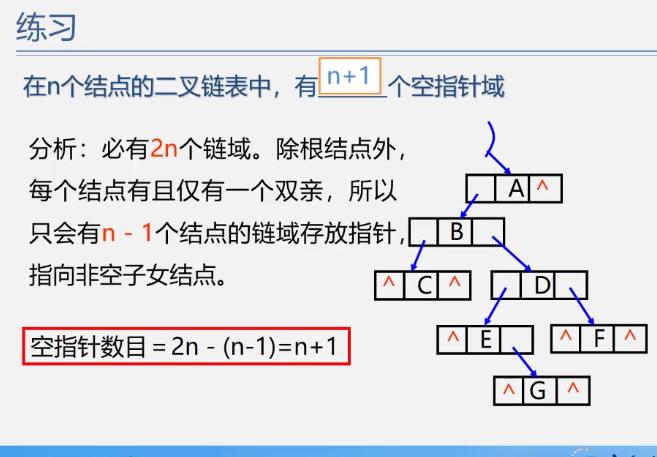 练习
在n个结点的二叉链表中，有 n+1 个空指针域
分析：必有2n个链域。除根结点外，
每个结点有且仅有一个双亲，所以
只会有n - 1个结点的链域存放指针，
指向非空子女结点。
空指针数目＝2n - (n-1)=n+1
A ^
B
^ C ^
D
^ E
^ F ^
^ G ^